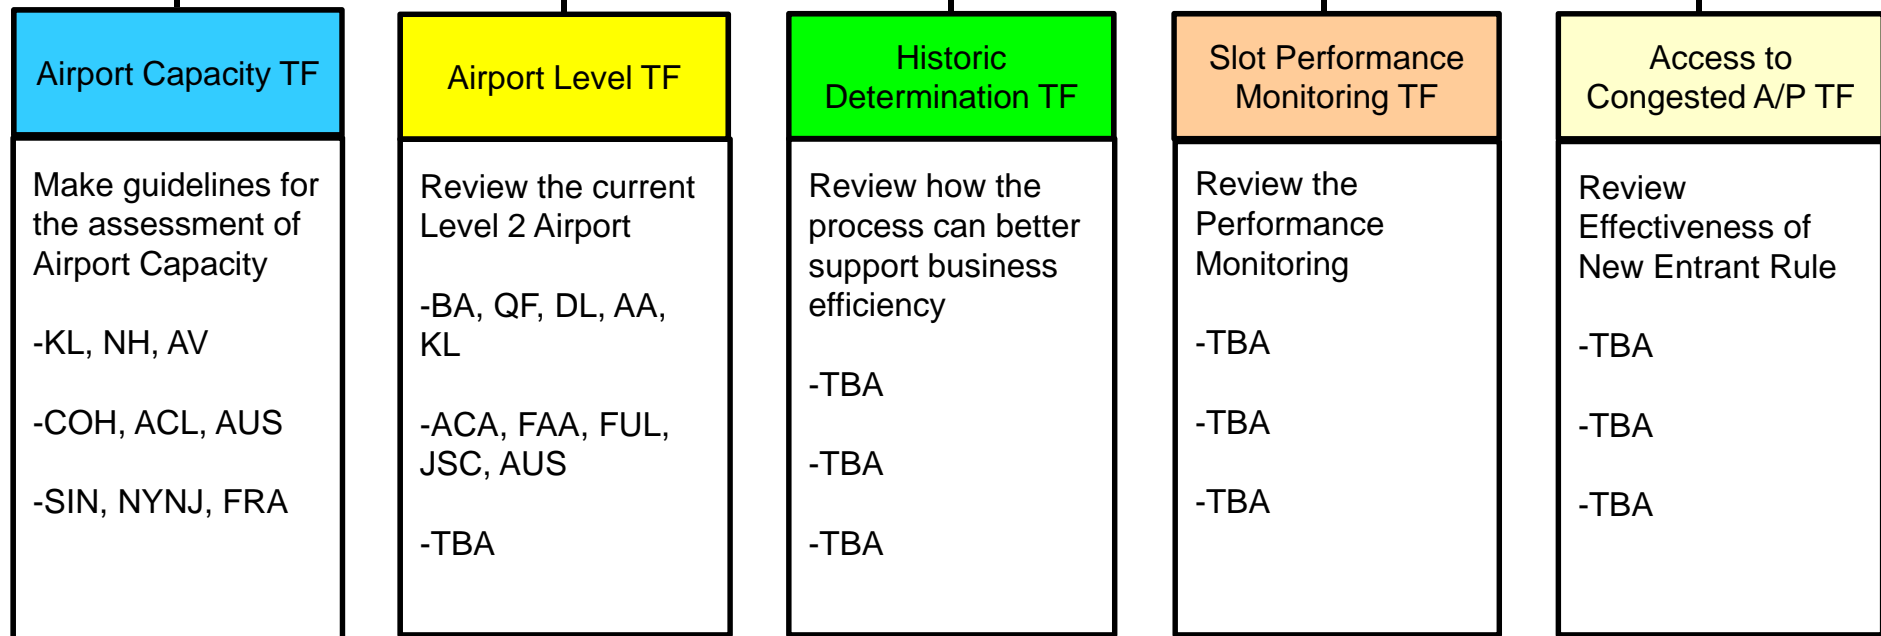 Airport Capacity TF
Make guidelines for
the assessment of
Airport Capacity
-KL, NH, AV
-COH, ACL, AUS
-SIN, NYNJ, FRA
Airport Level TF
Review the current
Level 2 Airport
-BA, QF, DL, AA,
KL
-ACA, FAA, FUL,
JSC, AUS
-TBA
Historic
Determination TF
Review how the
process can better
support business
efficiency
-TBA
-TBA
-TBA
Slot Performance
Monitoring TF
Review the
Performance
Monitoring
-TBA
-TBA
-TBA
Access to
Congested A/P TF
Review
Effectiveness of
New Entrant Rule
-TBA
-TBA
-TBA